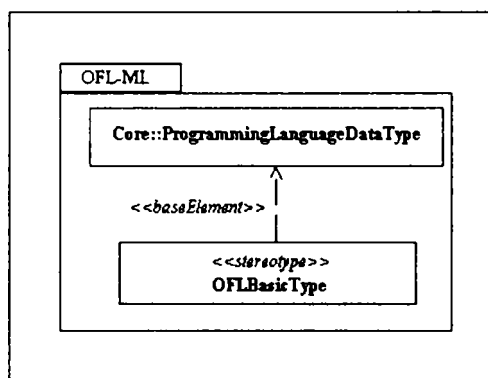 OFL-ML
Core::ProgrammingLanguageDataType
<<baseElement>>
<<stereotype>>
OFLBasicType